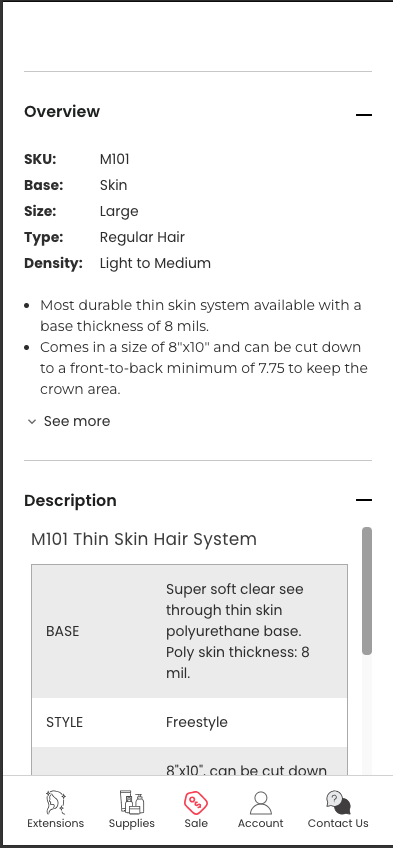 Overview
SKU: M101
Base: Skin
Size: Large
Type: Regular Hair
Density: Light to Medium
• Most durable thin skin system available with a
base thickness of 8 mils.
• Comes in a size of 8"x10" and can be cut down
to a front-to-back minimum of 7.75 to keep the
crown area.
See more
Description
M101 Thin Skin Hair System
BASE
Super soft clear see
through thin skin
polyurethane base.
Poly skin thickness: 8
mil.
STYLE Freestyle
8"x10", can be cut down
Extensions Supplies Sale Account Contact Us